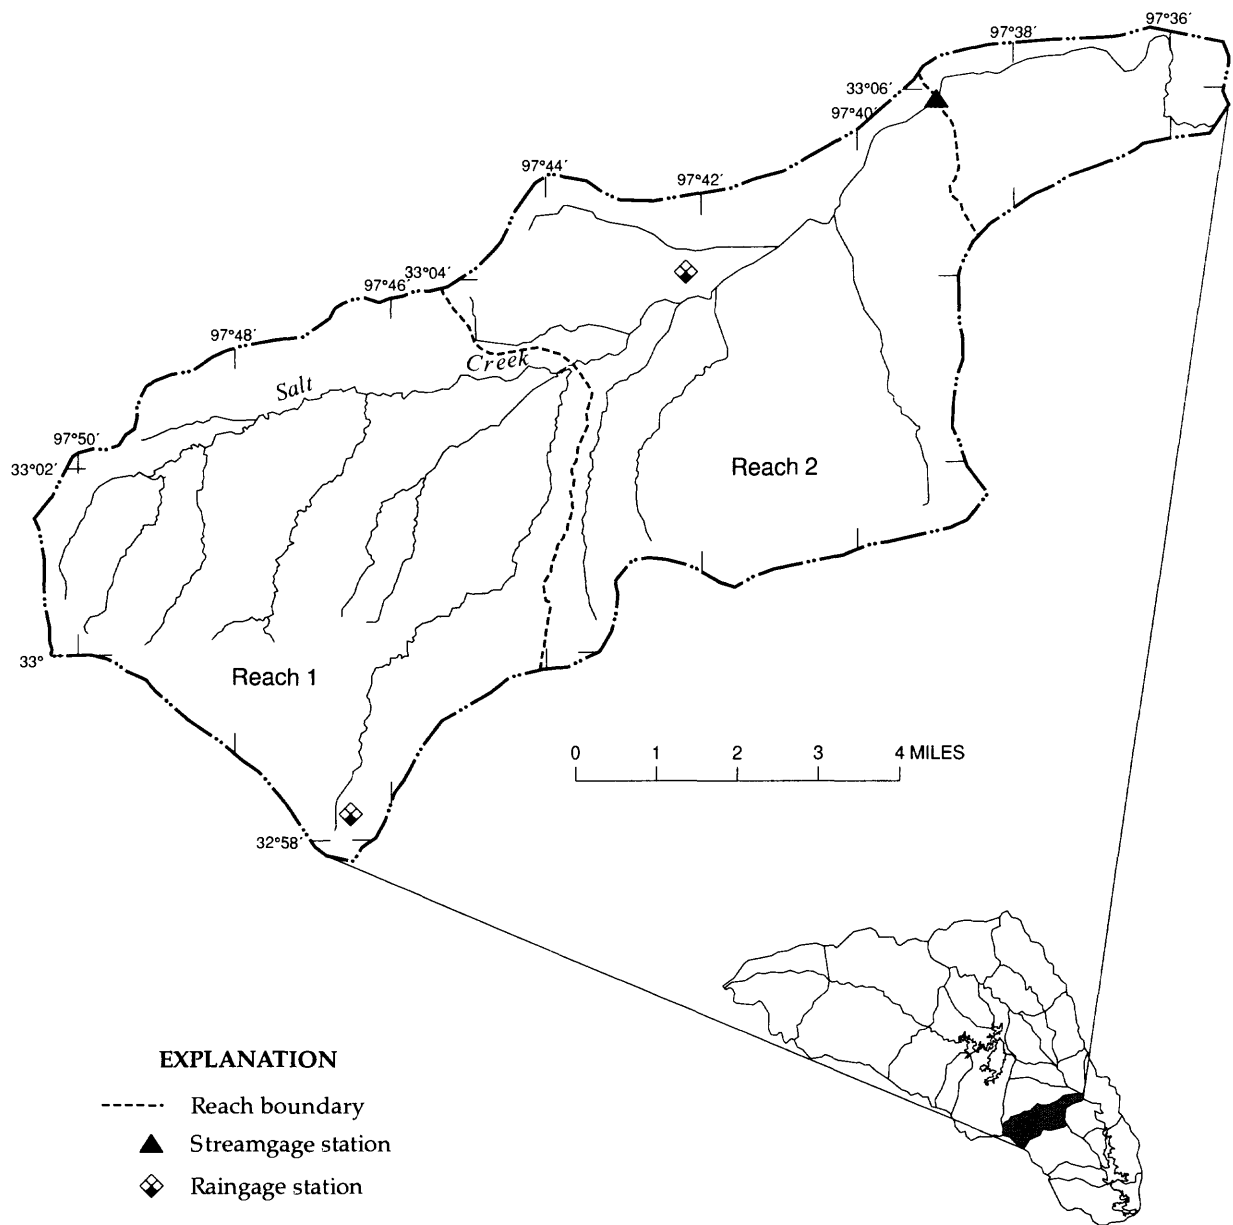 97°36′
97°38′
33°06′
97°40′
97°44′
97°42′
33°04′
97°46′
97°48′
Creek
Salt
97°50′
33°02′
Reach 2
33°
Reach 1
0 1 2 3 4 MILES
32°58′
EXPLANATION
Reach boundary
Streamgage station
Raingage station